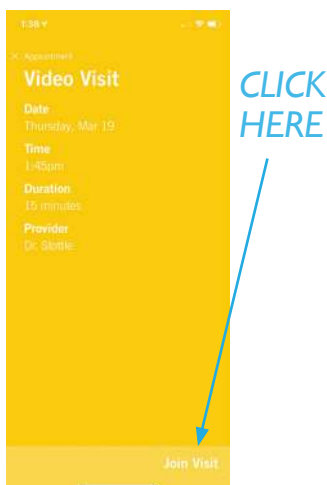 1:38
Appointment
Video Visit
Date
Thursday, Mar 19
Time
1:45pm
Duration
15 minutes
Provider
Dr. Slottie
Join Visit
CLICK
HERE